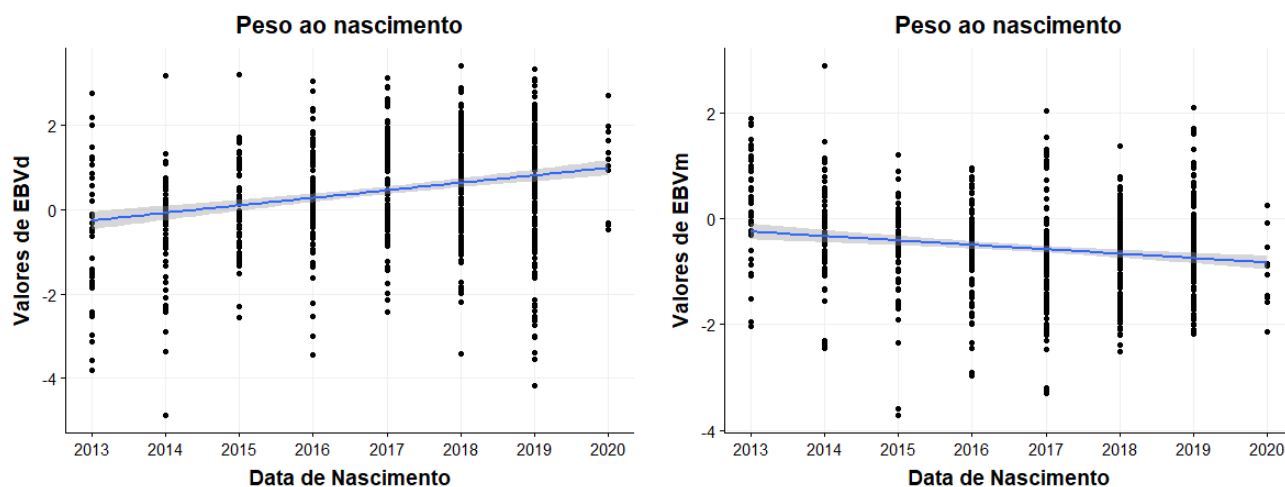 Peso ao nascimento
Valores de EBVd
2
0
-2
-4
2013 2014 2015 2016 2017 2018 2019 2020
Data de Nascimento
Peso ao nascimento
Valores de EBVm
2
0
-2
-4
2013 2014 2015 2016 2017 2018 2019 2020
Data de Nascimento